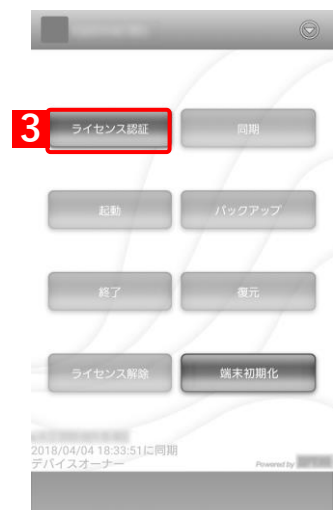 3
ライセンス認証
同期
起動
バックアップ
終了
復元
ライセンス解除
端末初期化
2018/04/04 18:33:51に同期
デバイスオーナー
Powered by